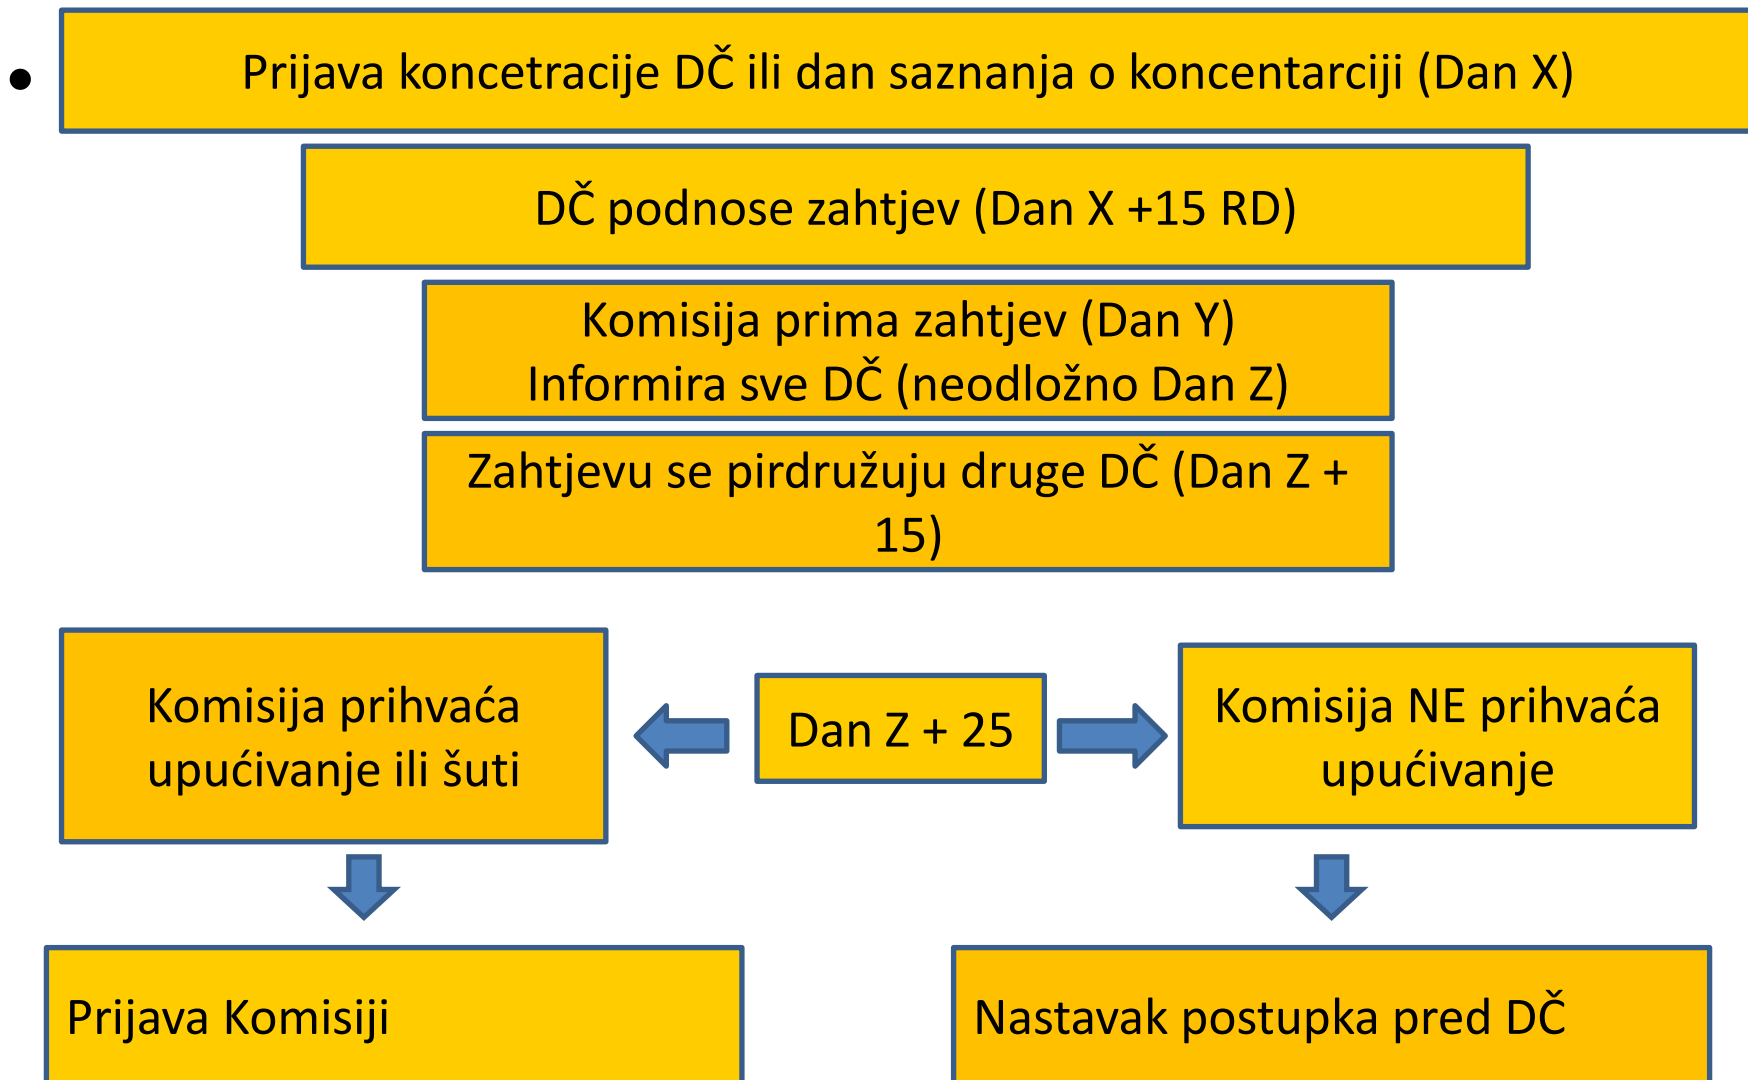 Prijava koncetracije DČ ili dan saznanja o koncentarciji (Dan X)
DČ podnose zahtjev (Dan X +15 RD)
Komisija prima zahtjev (Dan Y)
Informira sve DČ (neodložno Dan Z)
Zahtjevu se pirdružuju druge DČ (Dan Z +
15)
Komisija prihvaća
upućivanje ili šuti
Dan Z + 25
Komisija NE prihvaća
upućivanje
Prijava Komisiji
Nastavak postupka pred DČ